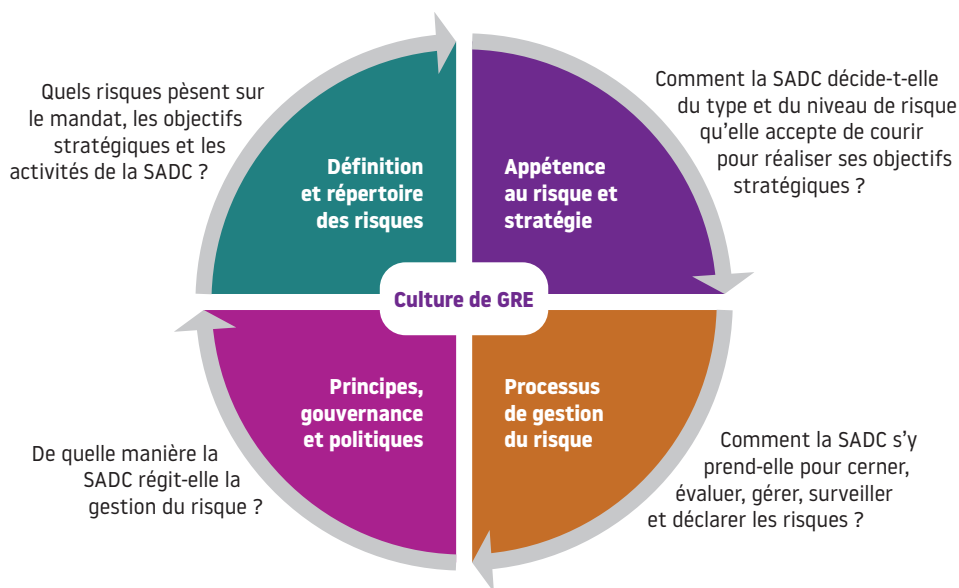 Quels risques pèsent sur
le mandat, les objectifs
stratégiques et les
activités de la SADC ?
Définition
et répertoire
des risques
Appétence
au risque et
stratégie
Comment la SADC décide-t-elle
du type et du niveau de risque
qu’elle accepte de courir
pour réaliser ses objectifs
stratégiques ?
Culture de GRE
De quelle manière la
SADC régit-elle la
gestion du risque ?
Principes,
gouvernance
et politiques
Processus
de gestion
du risque
Comment la SADC s’y
prend-elle pour cerner,
évaluer, gérer, surveiller
et déclarer les risques ?